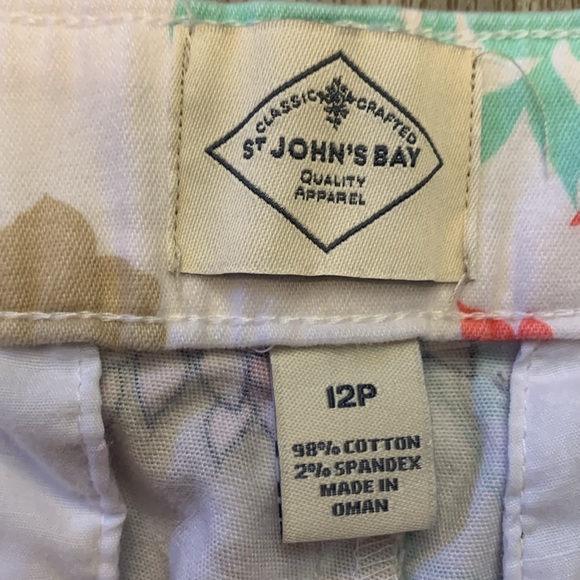 CLASSIC CRAFTED
ST JOHN'S BAY
QUALITY
APPAREL
12P
98% COTTON
2% SPANDEX
MADE IN
OMAN